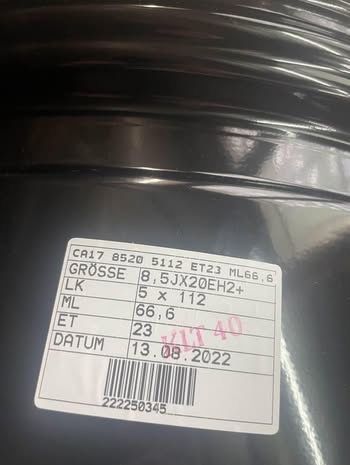 CA17 8520 5112 ET23 ML66,6
GRÖSSE 8,5JX20EH2+
LK 5 x 112
ML 66,6
ET 23
KLT 40
DATUM 13.08.2022
222250345